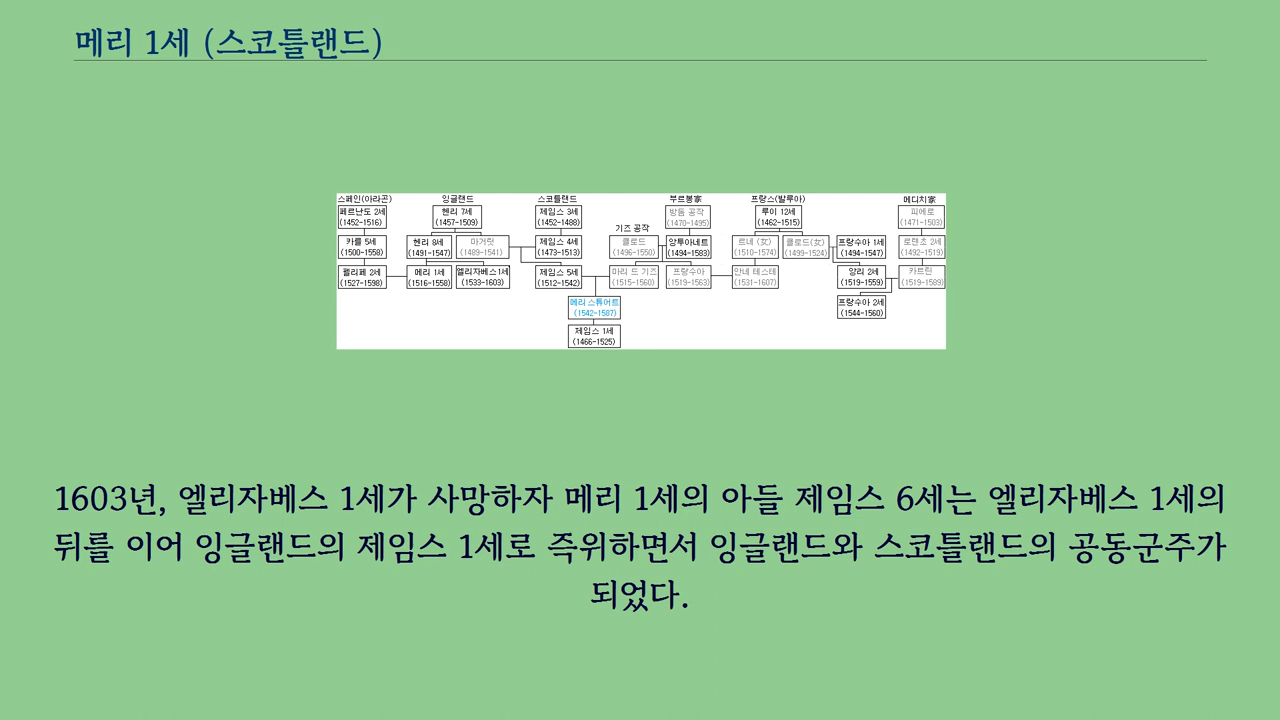 메리 1세 (스코틀랜드)
스페인(아라곤) 잉글랜드 스코틀랜드 부르봉家 프랑스(발루아) 메디치家
페르난도 2세 헨리 7세 제임스 3세 방돔 공작 루이 12세 피에로
(1452-1516) (1457-1509) (1452-1488) (1470-1495) (1462-1515) (1471-1503)
기즈 공작
카를 5세 헨리 8세 마거릿 제임스 4세 클로드 앙투아네트 르네 (女) 클로드(女) 프랑수아 1세 로렌초 2세
(1500-1558) (1491-1547) (1489-1541) (1473-1513) (1496-1550) (1494-1583) (1510-1574) (1499-1524) (1494-1547) (1492-1519)
펠리페 2세 메리 1세 엘리자베스 1세 제임스 5세 마리 드 기즈 프랑수아 안네 테스테 앙리 2세 카트린
(1527-1598) (1516-1558) (1533-1603) (1512-1542) (1515-1560) (1519-1563) (1531-1607) (1519-1559) (1519-1589)
메리 스튜어트 프랑수아 2세
(1542-1587) (1544-1560)
제임스 1세
(1466-1525)
1603년, 엘리자베스 1세가 사망하자 메리 1세의 아들 제임스 6세는 엘리자베스 1세의
뒤를 이어 잉글랜드의 제임스 1세로 즉위하면서 잉글랜드와 스코틀랜드의 공동군주가
되었다.